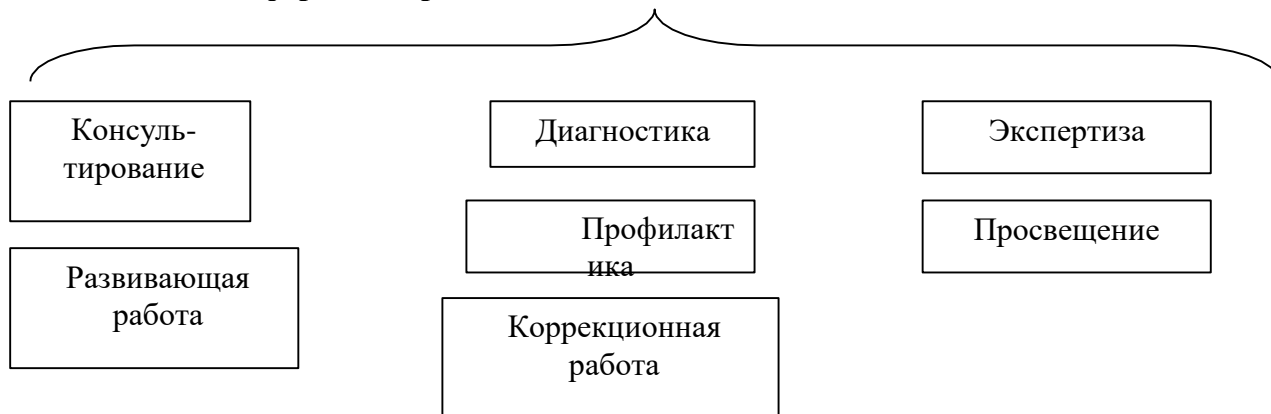 Консуль-
тирование
Диагностика
Экспертиза
Профилакт
ика
Просвещение
Развивающая
работа
Коррекционная
работа